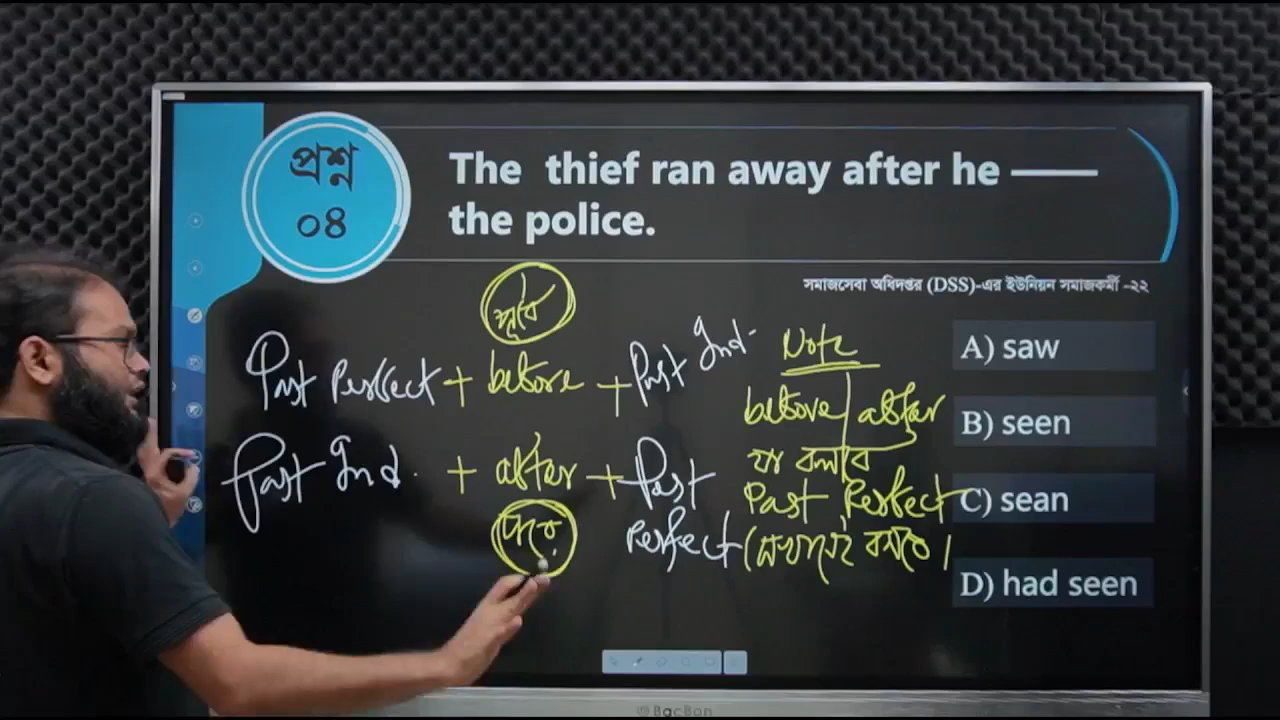 প্রশ্ন
০৪
The thief ran away after he ——
the police.
সমাজসেবা অধিদপ্তর (DSS)-এর ইউনিয়ন সমাজকর্মী -২২
পূর্বে
Past Perfect + before + Past Ind.
Past Ind. + after + Past
Perfect
পরে
Note
before / after
যা বলবে
Past Perfect
সেখানেই বসবে।
A) saw
B) seen
C) sean
D) had seen
BacBon